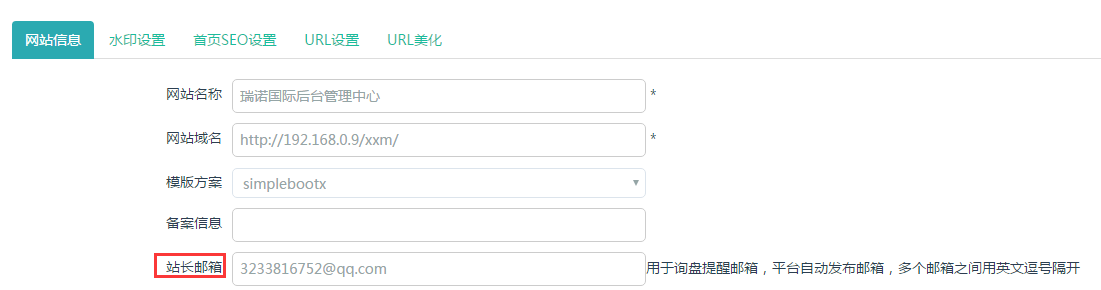 网站信息 水印设置 首页SEO设置 URL设置 URL美化
网站名称 瑞诺国际后台管理中心 *
网站域名 http://192.168.0.9/xxm/ *
模版方案 simplebootx
备案信息
站长邮箱 3233816752@qq.com 用于询盘提醒邮箱，平台自动发布邮箱，多个邮箱之间用英文逗号隔开